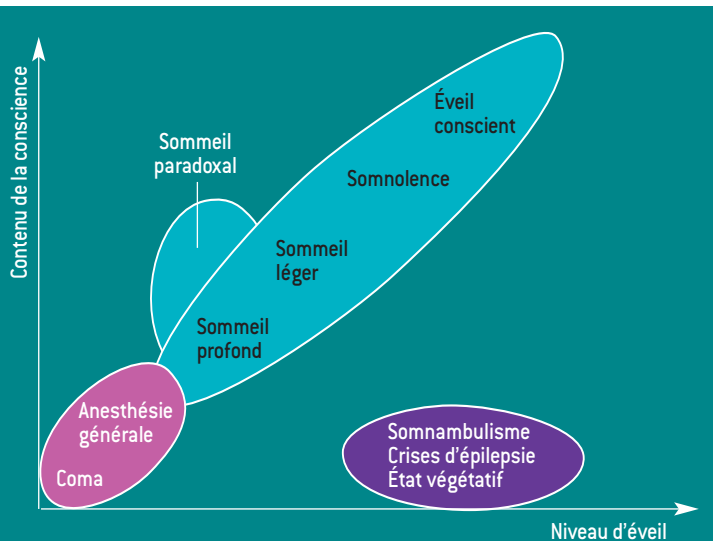 Contenu de la conscience
Éveil
conscient
Sommeil
paradoxal
Somnolence
Sommeil
léger
Sommeil
profond
Anesthésie
générale
Coma
Somnambulisme
Crises d'épilepsie
État végétatif
Niveau d'éveil